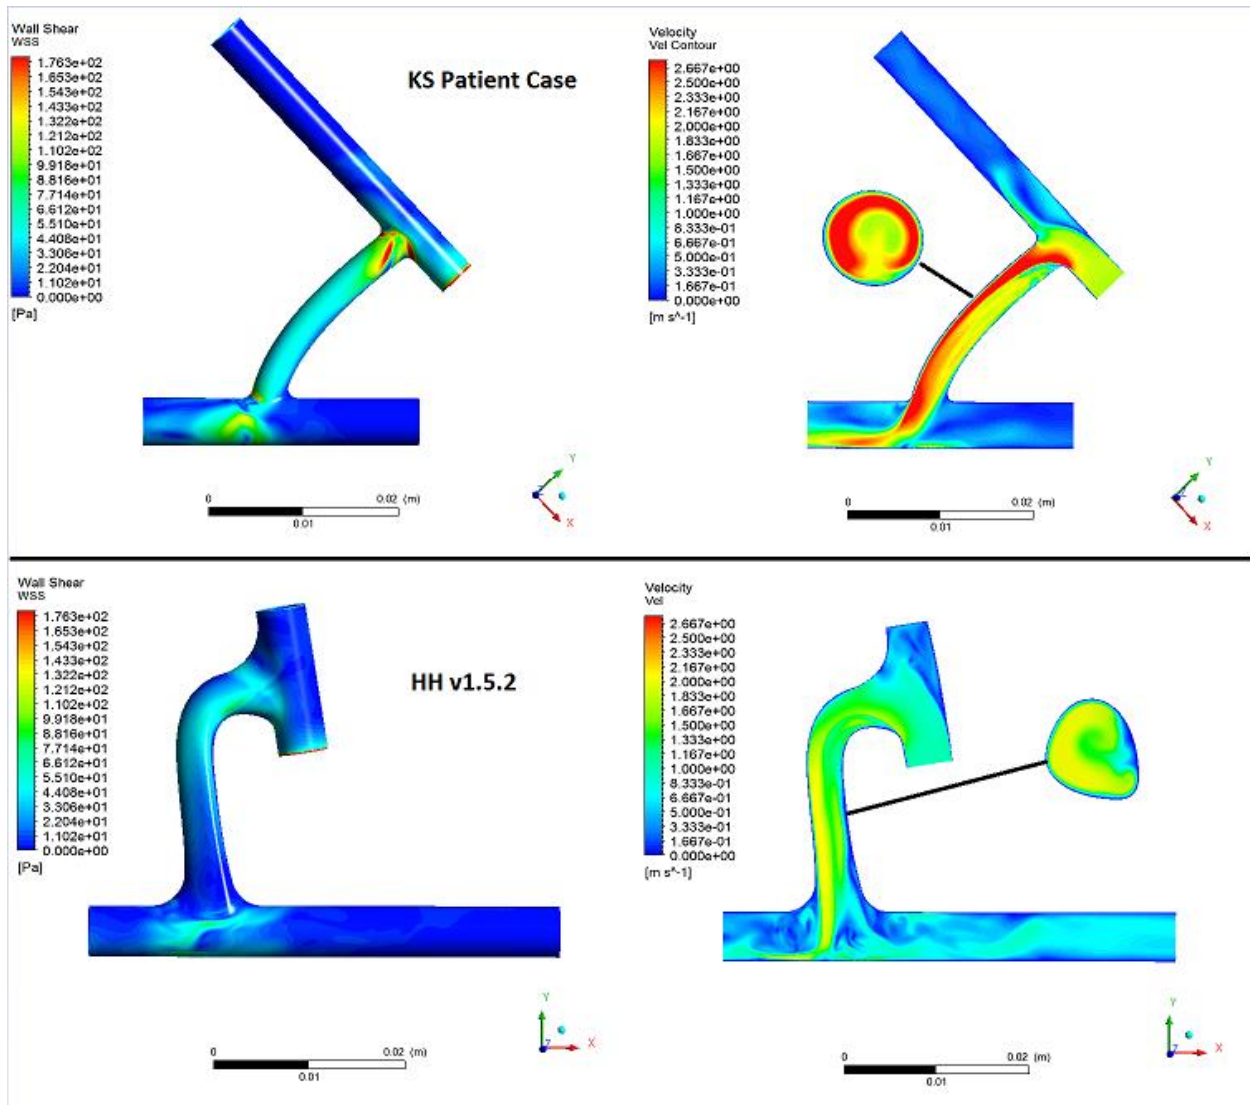 Wall Shear
WSS
1.763e+02
1.653e+02
1.543e+02
1.433e+02
1.322e+02
1.212e+02
1.102e+02
9.918e+01
8.816e+01
7.714e+01
6.612e+01
5.510e+01
4.408e+01
3.306e+01
2.204e+01
1.102e+01
0.000e+00
[Pa]
KS Patient Case
0 0.02 (m)
0.01
Y
Z
X
Velocity
Vel Contour
2.667e+00
2.500e+00
2.333e+00
2.167e+00
2.000e+00
1.833e+00
1.667e+00
1.500e+00
1.333e+00
1.167e+00
1.000e+00
8.333e-01
6.667e-01
5.000e-01
3.333e-01
1.667e-01
0.000e+00
[m s^-1]
0 0.02 (m)
0.01
Y
Z
X
Wall Shear
WSS
1.763e+02
1.653e+02
1.543e+02
1.433e+02
1.322e+02
1.212e+02
1.102e+02
9.918e+01
8.816e+01
7.714e+01
6.612e+01
5.510e+01
4.408e+01
3.306e+01
2.204e+01
1.102e+01
0.000e+00
[Pa]
HH v1.5.2
0 0.02 (m)
0.01
Y
Z
X
Velocity
Vel
2.667e+00
2.500e+00
2.333e+00
2.167e+00
2.000e+00
1.833e+00
1.667e+00
1.500e+00
1.333e+00
1.167e+00
1.000e+00
8.333e-01
6.667e-01
5.000e-01
3.333e-01
1.667e-01
0.000e+00
[m s^-1]
0 0.02 (m)
0.01
Y
Z
X